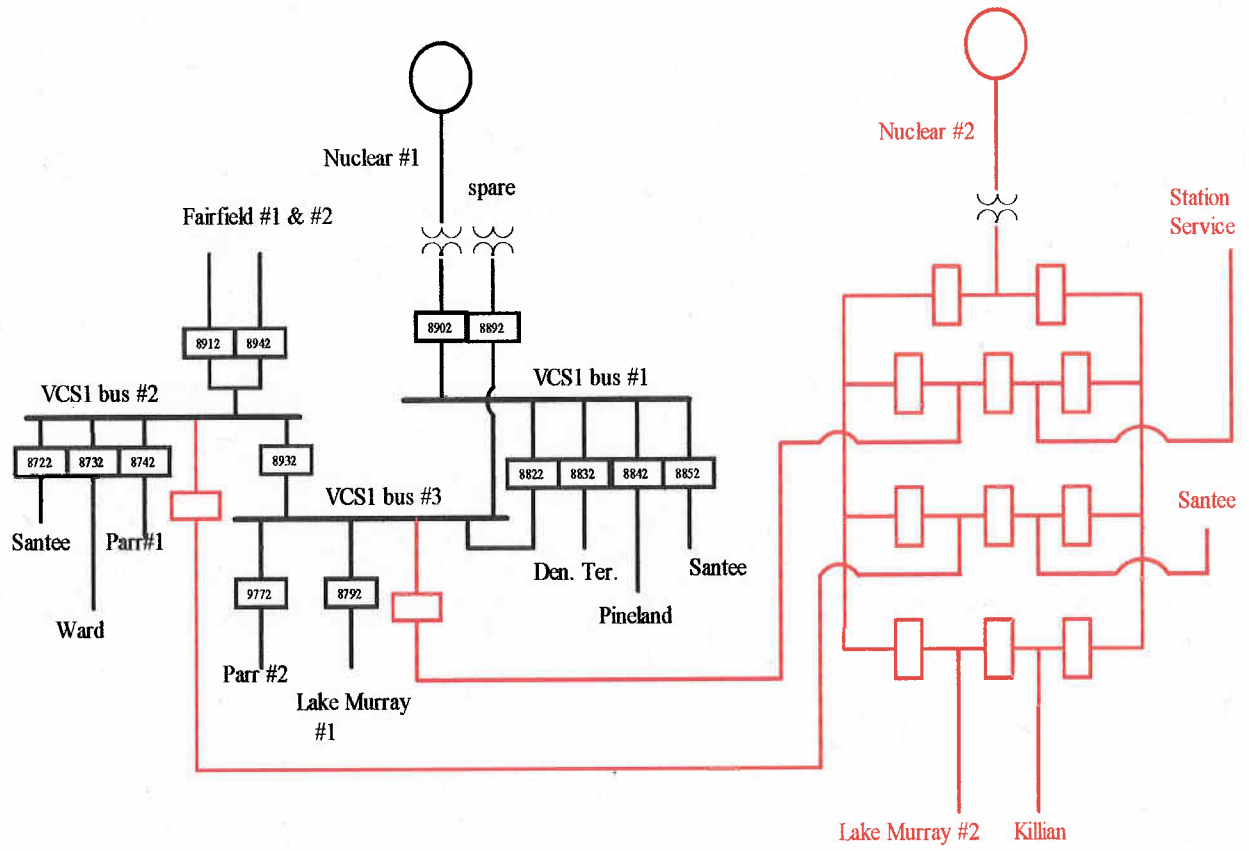 Nuclear #2
Nuclear #1
spare
Station
Service
Fairfield #1 & #2
8902
8892
8912
8942
VCS1 bus #2
VCS1 bus #1
8722
8732
8742
8932
8822
8832
8842
8852
VCS1 bus #3
Santee
Santee
Parr#1
Den. Ter.
Santee
9772
8792
Pineland
Ward
Parr #2
Lake Murray
#1
Lake Murray #2
Killian